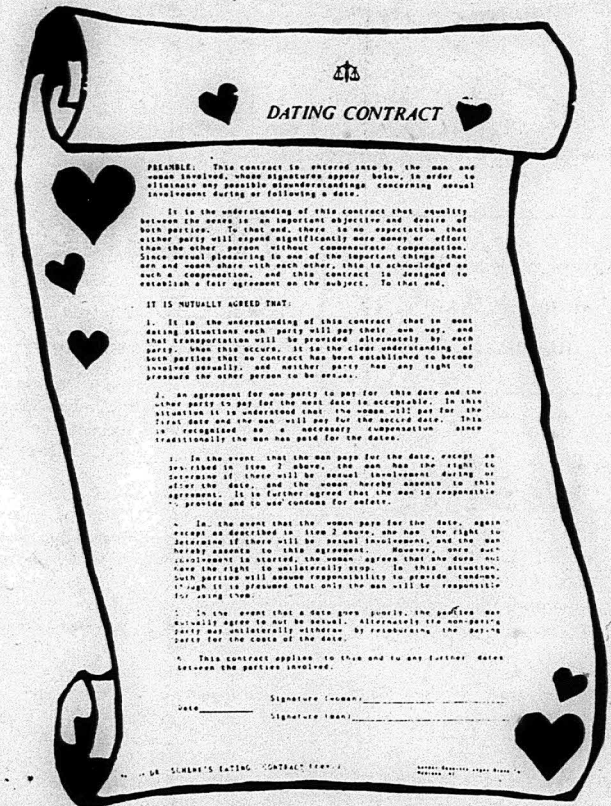 DATING CONTRACT
PREAMBLE: This contract is entered into by the man and
woman involved, whose signatures appear below, in order to
eliminate any possible misunderstandings concerning sexual
involvement during or following a date.
It is the understanding of this contract that equality
between the sexes is an important objective and desire of
both parties. To that end, there is no expectation that
either party will expend significantly more money or effort
than the other person without commensurate compensation.
Since sexual pleasuring is one of the important things that
men and women share with each other, this is acknowledged as
such a compensation, and this contract is designed to
establish a fair agreement on the subject. To that end,
IT IS MUTUALLY AGREED THAT:
1. It is the understanding of this contract that in most
dating situations each party will pay their own way, and
that transportation will be provided alternately by each
party. When this occurs, it is the clear understanding of
both parties that no contract has been established to become
involved sexually, and neither party has any right to
pressure the other person to be sexual.
2. An agreement for one party to pay for this date and the
other party to pay for the next date is acceptable. In this
situation it is understood that the woman will pay for the
first date and the man will pay for the second date. This
is recognized as a necessary compensation since
traditionally the man has paid for the dates.
3. In the event that the man pays for the date, except as
described in item 2 above, the man has the right to
determine if there will be sexual involvement during or
after the date, and the woman hereby assents to this
agreement. It is further agreed that the man is responsible
to provide and to use condoms for safety.
4. In the event that the woman pays for the date, again
except as described in item 2 above, she has the right to
determine if there will be sexual involvement and the man
hereby assents to this agreement. However, once such
involvement is started, the woman agrees that she does not
have the right to unilaterally stop. In this situation
both parties will assume responsibility to provide condoms,
though it is presumed that only the man will be responsible
for using them.
5. In the event that a date goes poorly, the parties may
mutually agree to not be sexual. Alternately the non-paying
party may unilaterally withdraw by reimbursing the paying
party for the costs of the date.
6. This contract applies to this and to any further dates
between the parties involved.
Signature (woman)
Date
Signature (man)
DR. DATING CONTRACT